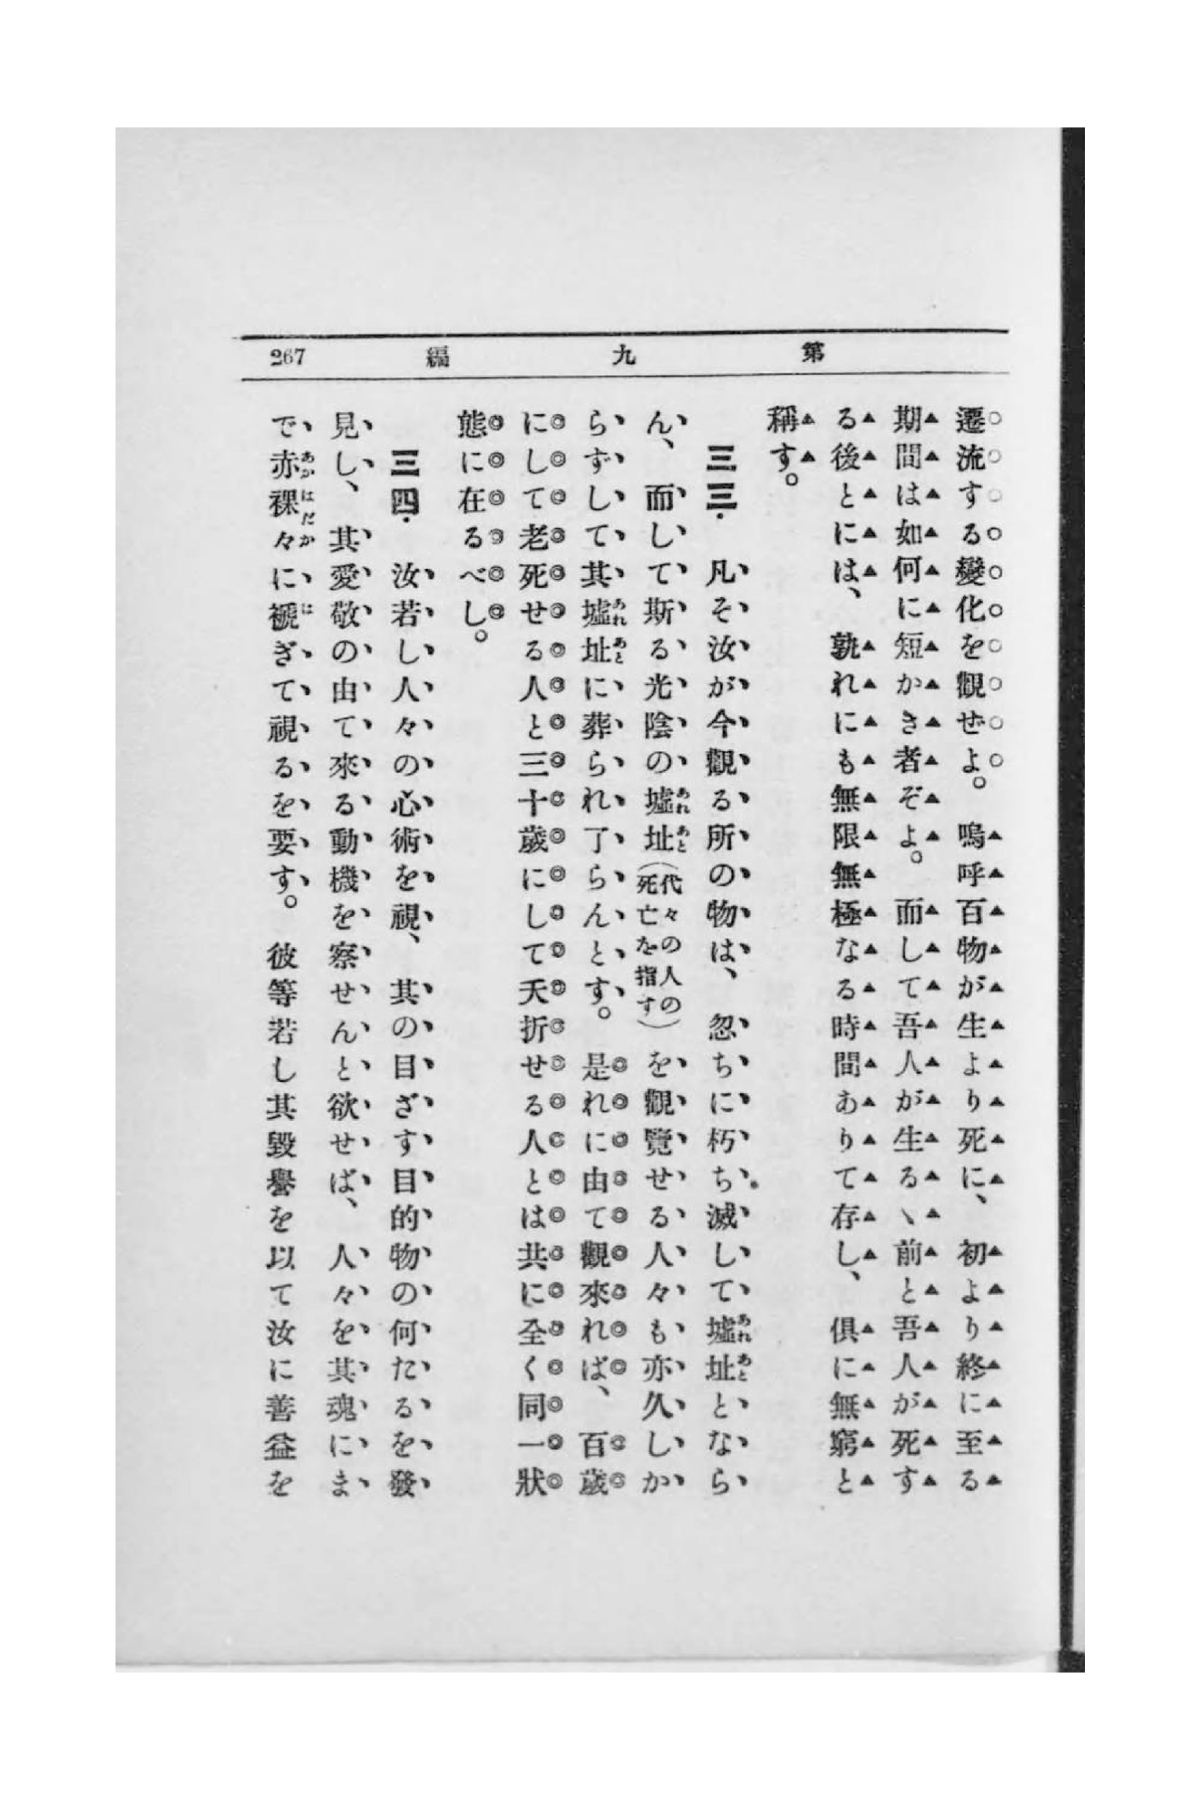 第九編 267
遷流する變化を觀ぜよ。嗚呼百物が生より死に、初より終に至る
期間は如何に短かき者ぞよ。而して吾人が生るヽ前と吾人が死す
る後とには、孰れにも無限無極なる時間ありて存し、倶に無窮と
稱す。
三三. 凡そ汝が今觀る所の物は、忽ちに朽ち滅して墟址となら
ん、而して斯る光陰の墟址(代々の人の死亡を指す)を觀覽せる人々も亦久しか
らずして其墟址に葬られ了らんとす。是れに由て觀來れば、百歲
にして老死せる人と三十歲にして夭折せる人とは共に全く同一狀
態に在るべし。
三四. 汝若し人々の心術を視、其の目ざす目的物の何たるを發
見し、其愛敬の由て來る動機を察せんと欲せば、人々を其魂にま
で赤裸々に褫ぎて視るを要す。彼等若し其毀譽を以て汝に善益を